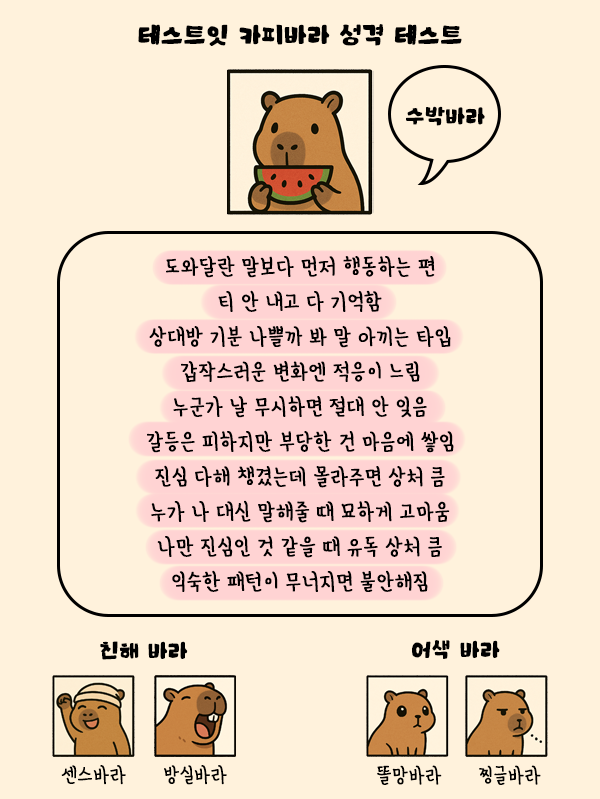 테스트잇 카피바라 성격 테스트
수박바라
도와달란 말보다 먼저 행동하는 편
티 안 내고 다 기억함
상대방 기분 나쁠까 봐 말 아끼는 타입
갑작스러운 변화엔 적응이 느림
누군가 날 무시하면 절대 안 잊음
갈등은 피하지만 부당한 건 마음에 쌓임
진심 다해 챙겼는데 몰라주면 상처 큼
누가 나 대신 말해줄 때 묘하게 고마움
나만 진심인 것 같을 때 유독 상처 큼
익숙한 패턴이 무너지면 불안해짐
친해 바라
어색 바라
센스바라
방실바라
똘망바라
찡글바라